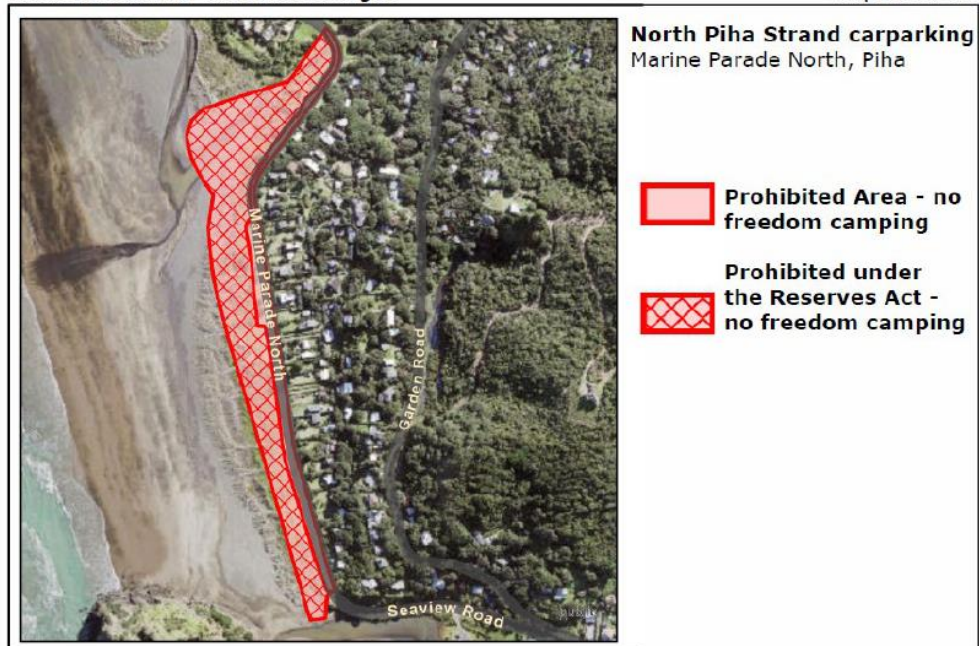 North Piha Strand carparking
Marine Parade North, Piha
Prohibited Area - no
freedom camping
Prohibited under
the Reserves Act -
no freedom camping
Marine Parade North
Garden Road
Seaview Road